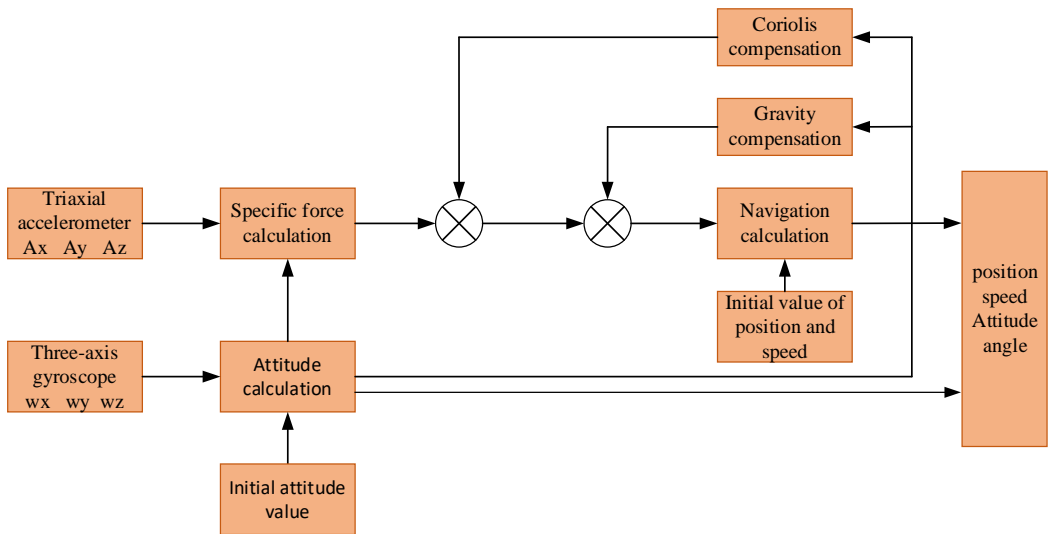 Coriolis
compensation
Gravity
compensation
Triaxial
accelerometer
Ax Ay Az
Specific force
calculation
Navigation
calculation
position
speed
Attitude
angle
Initial value of
position and
speed
Three-axis
gyroscope
wx wy wz
Attitude
calculation
Initial attitude
value